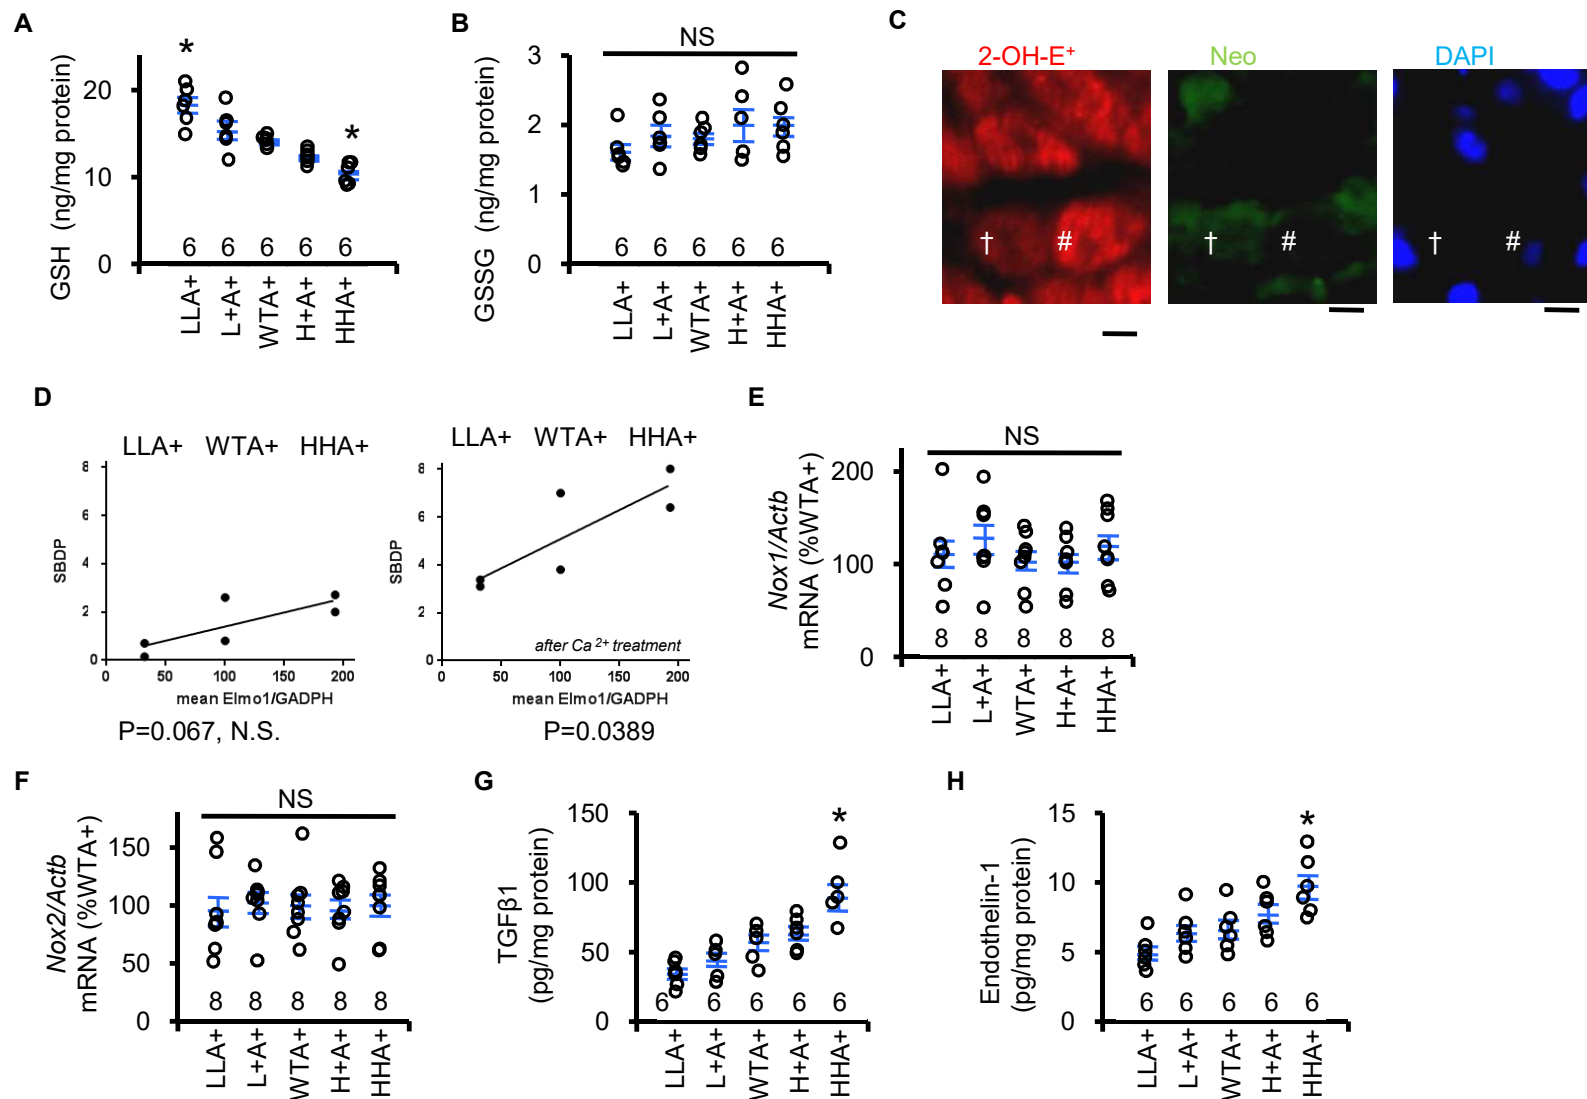 A
GSH (ng/mg protein)
20
10
0
*
*
6 6 6 6 6
LLA+ L+A+ WTA+ H+A+ HHA+
B
GSSG (ng/mg protein)
3
2
1
0
NS
6 6 6 6 6
LLA+ L+A+ WTA+ H+A+ HHA+
C
2-OH-E⁺ Neo DAPI
† # † # † #
D
LLA+ WTA+ HHA+
SBDP
8
6
4
2
0
0 50 100 150 200
mean Elmo1/GADPH
P=0.067, N.S.
LLA+ WTA+ HHA+
SBDP
8
6
4
2
0
after Ca ²⁺ treatment
0 50 100 150 200
mean Elmo1/GADPH
P=0.0389
E
Nox1/Actb
mRNA (%WTA+)
200
100
0
NS
8 8 8 8 8
LLA+ L+A+ WTA+ H+A+ HHA+
F
Nox2/Actb
mRNA (%WTA+)
150
100
50
0
NS
8 8 8 8 8
LLA+ L+A+ WTA+ H+A+ HHA+
G
TGFβ1
(pg/mg protein)
150
100
50
0
*
6 6 6 6 6
LLA+ L+A+ WTA+ H+A+ HHA+
H
Endothelin-1
(pg/mg protein)
15
10
5
0
*
6 6 6 6 6
LLA+ L+A+ WTA+ H+A+ HHA+